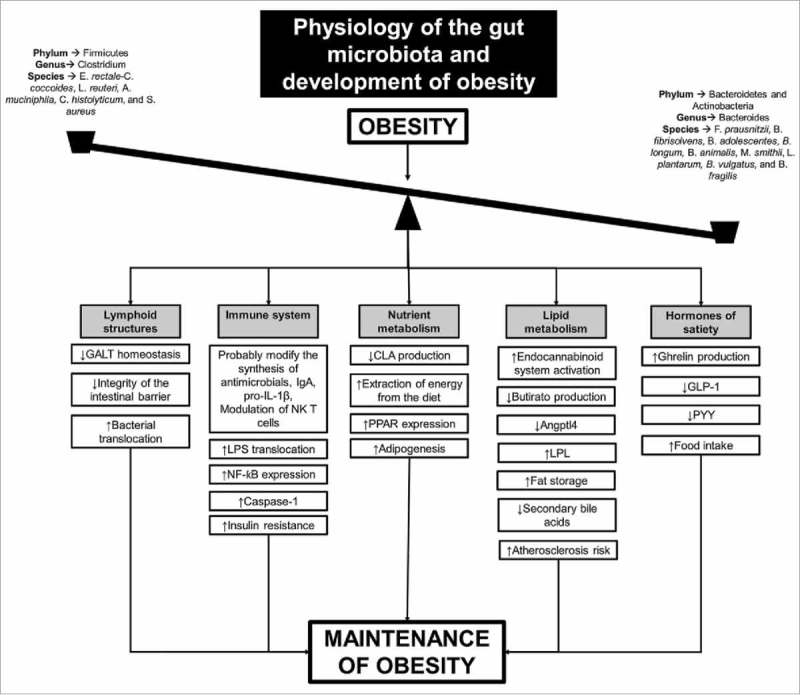 Physiology of the gut
microbiota and
development of obesity
Phylum → Firmicutes
Genus→ Clostridium
Species → E. rectale-C.
coccoides, L. reuteri, A.
muciniphila, C. histolyticum, and S.
aureus
OBESITY
Phylum → Bacteroidetes and
Actinobacteria
Genus→ Bacteroides
Species → F. prausnitzii, B.
fibrisolvens, B. adolescentes, B.
longum, B. animalis, M. smithii, L.
plantarum, B. vulgatus, and B.
fragilis
Lymphoid
structures
↓GALT homeostasis
↓Integrity of the
intestinal barrier
↑Bacterial
translocation
Immune system
Probably modify the
synthesis of
antimicrobials, IgA,
pro-IL-1β,
Modulation of NK T
cells
↑LPS translocation
↑NF-kB expression
↑Caspase-1
↑Insulin resistance
Nutrient
metabolism
↓CLA production
↑Extraction of energy
from the diet
↑PPAR expression
↑Adipogenesis
Lipid
metabolism
↑Endocannabinoid
system activation
↓Butirato production
↓Angptl4
↑LPL
↑Fat storage
↓Secondary bile
acids
↑Atherosclerosis risk
Hormones of
satiety
↑Ghrelin production
↓GLP-1
↓PYY
↑Food intake
MAINTENANCE
OF OBESITY